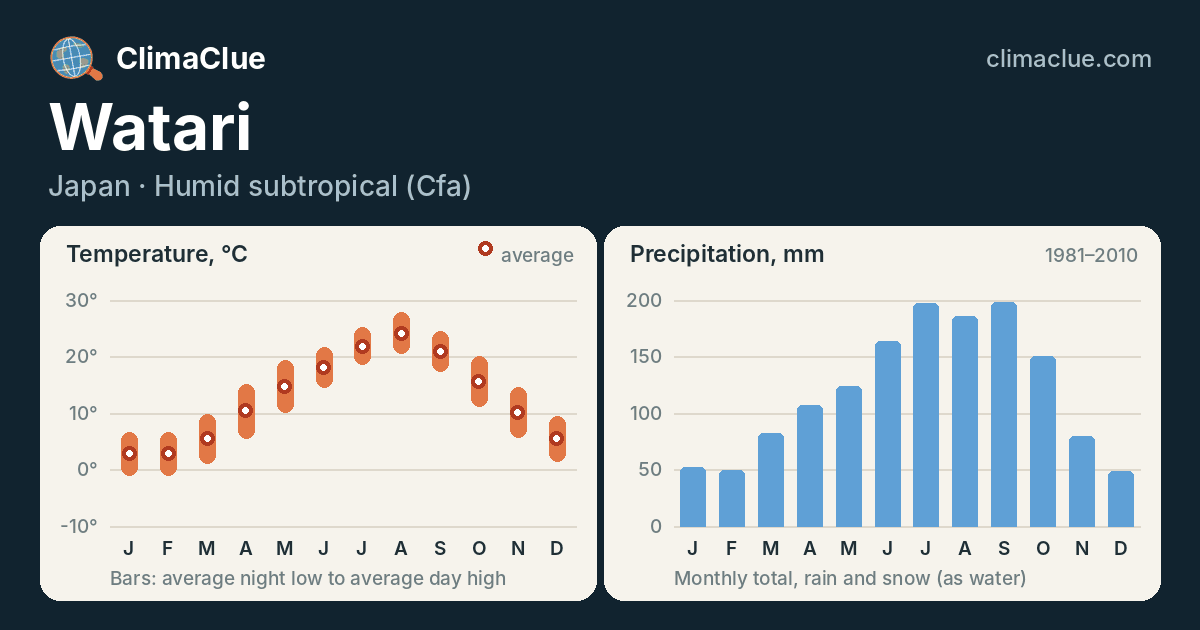 ClimaClue
climaclue.com
Watari
Japan · Humid subtropical (Cfa)
Temperature, °C
average
30°
20°
10°
0°
-10°
J F M A M J J A S O N D
Bars: average night low to average day high
Precipitation, mm
1981–2010
200
150
100
50
0
J F M A M J J A S O N D
Monthly total, rain and snow (as water)